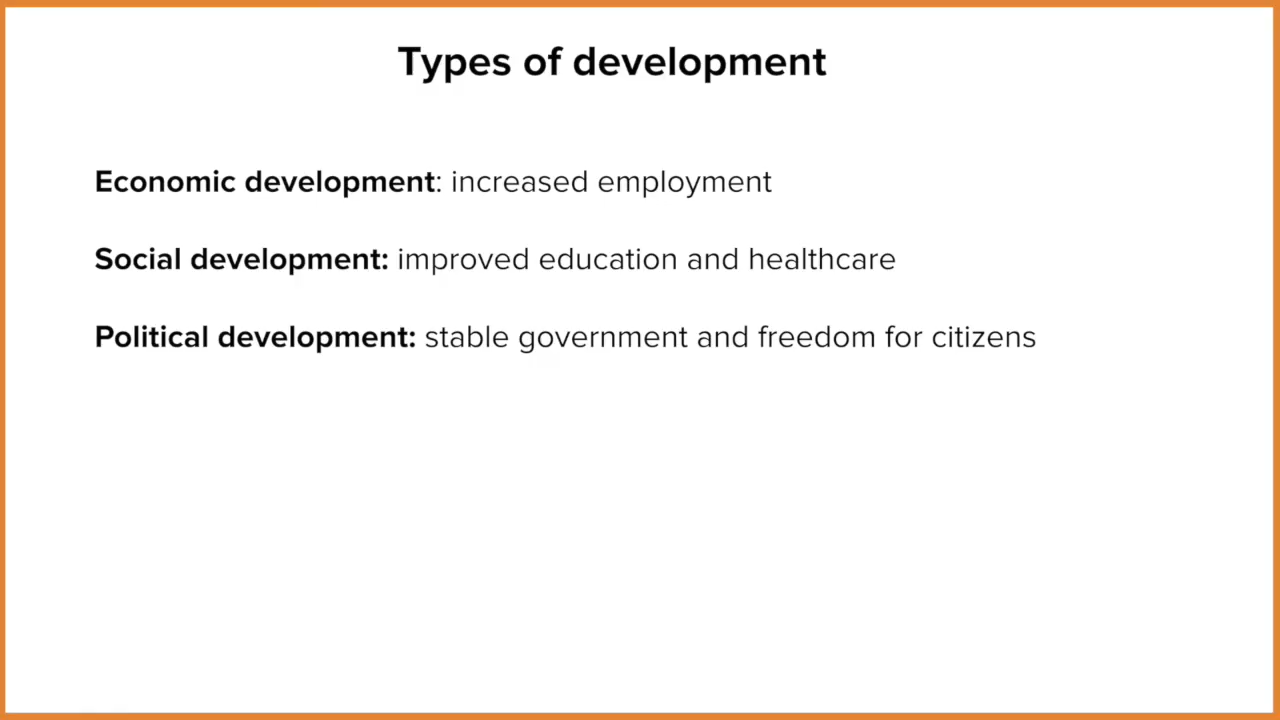 Types of development
Economic development: increased employment
Social development: improved education and healthcare
Political development: stable government and freedom for citizens